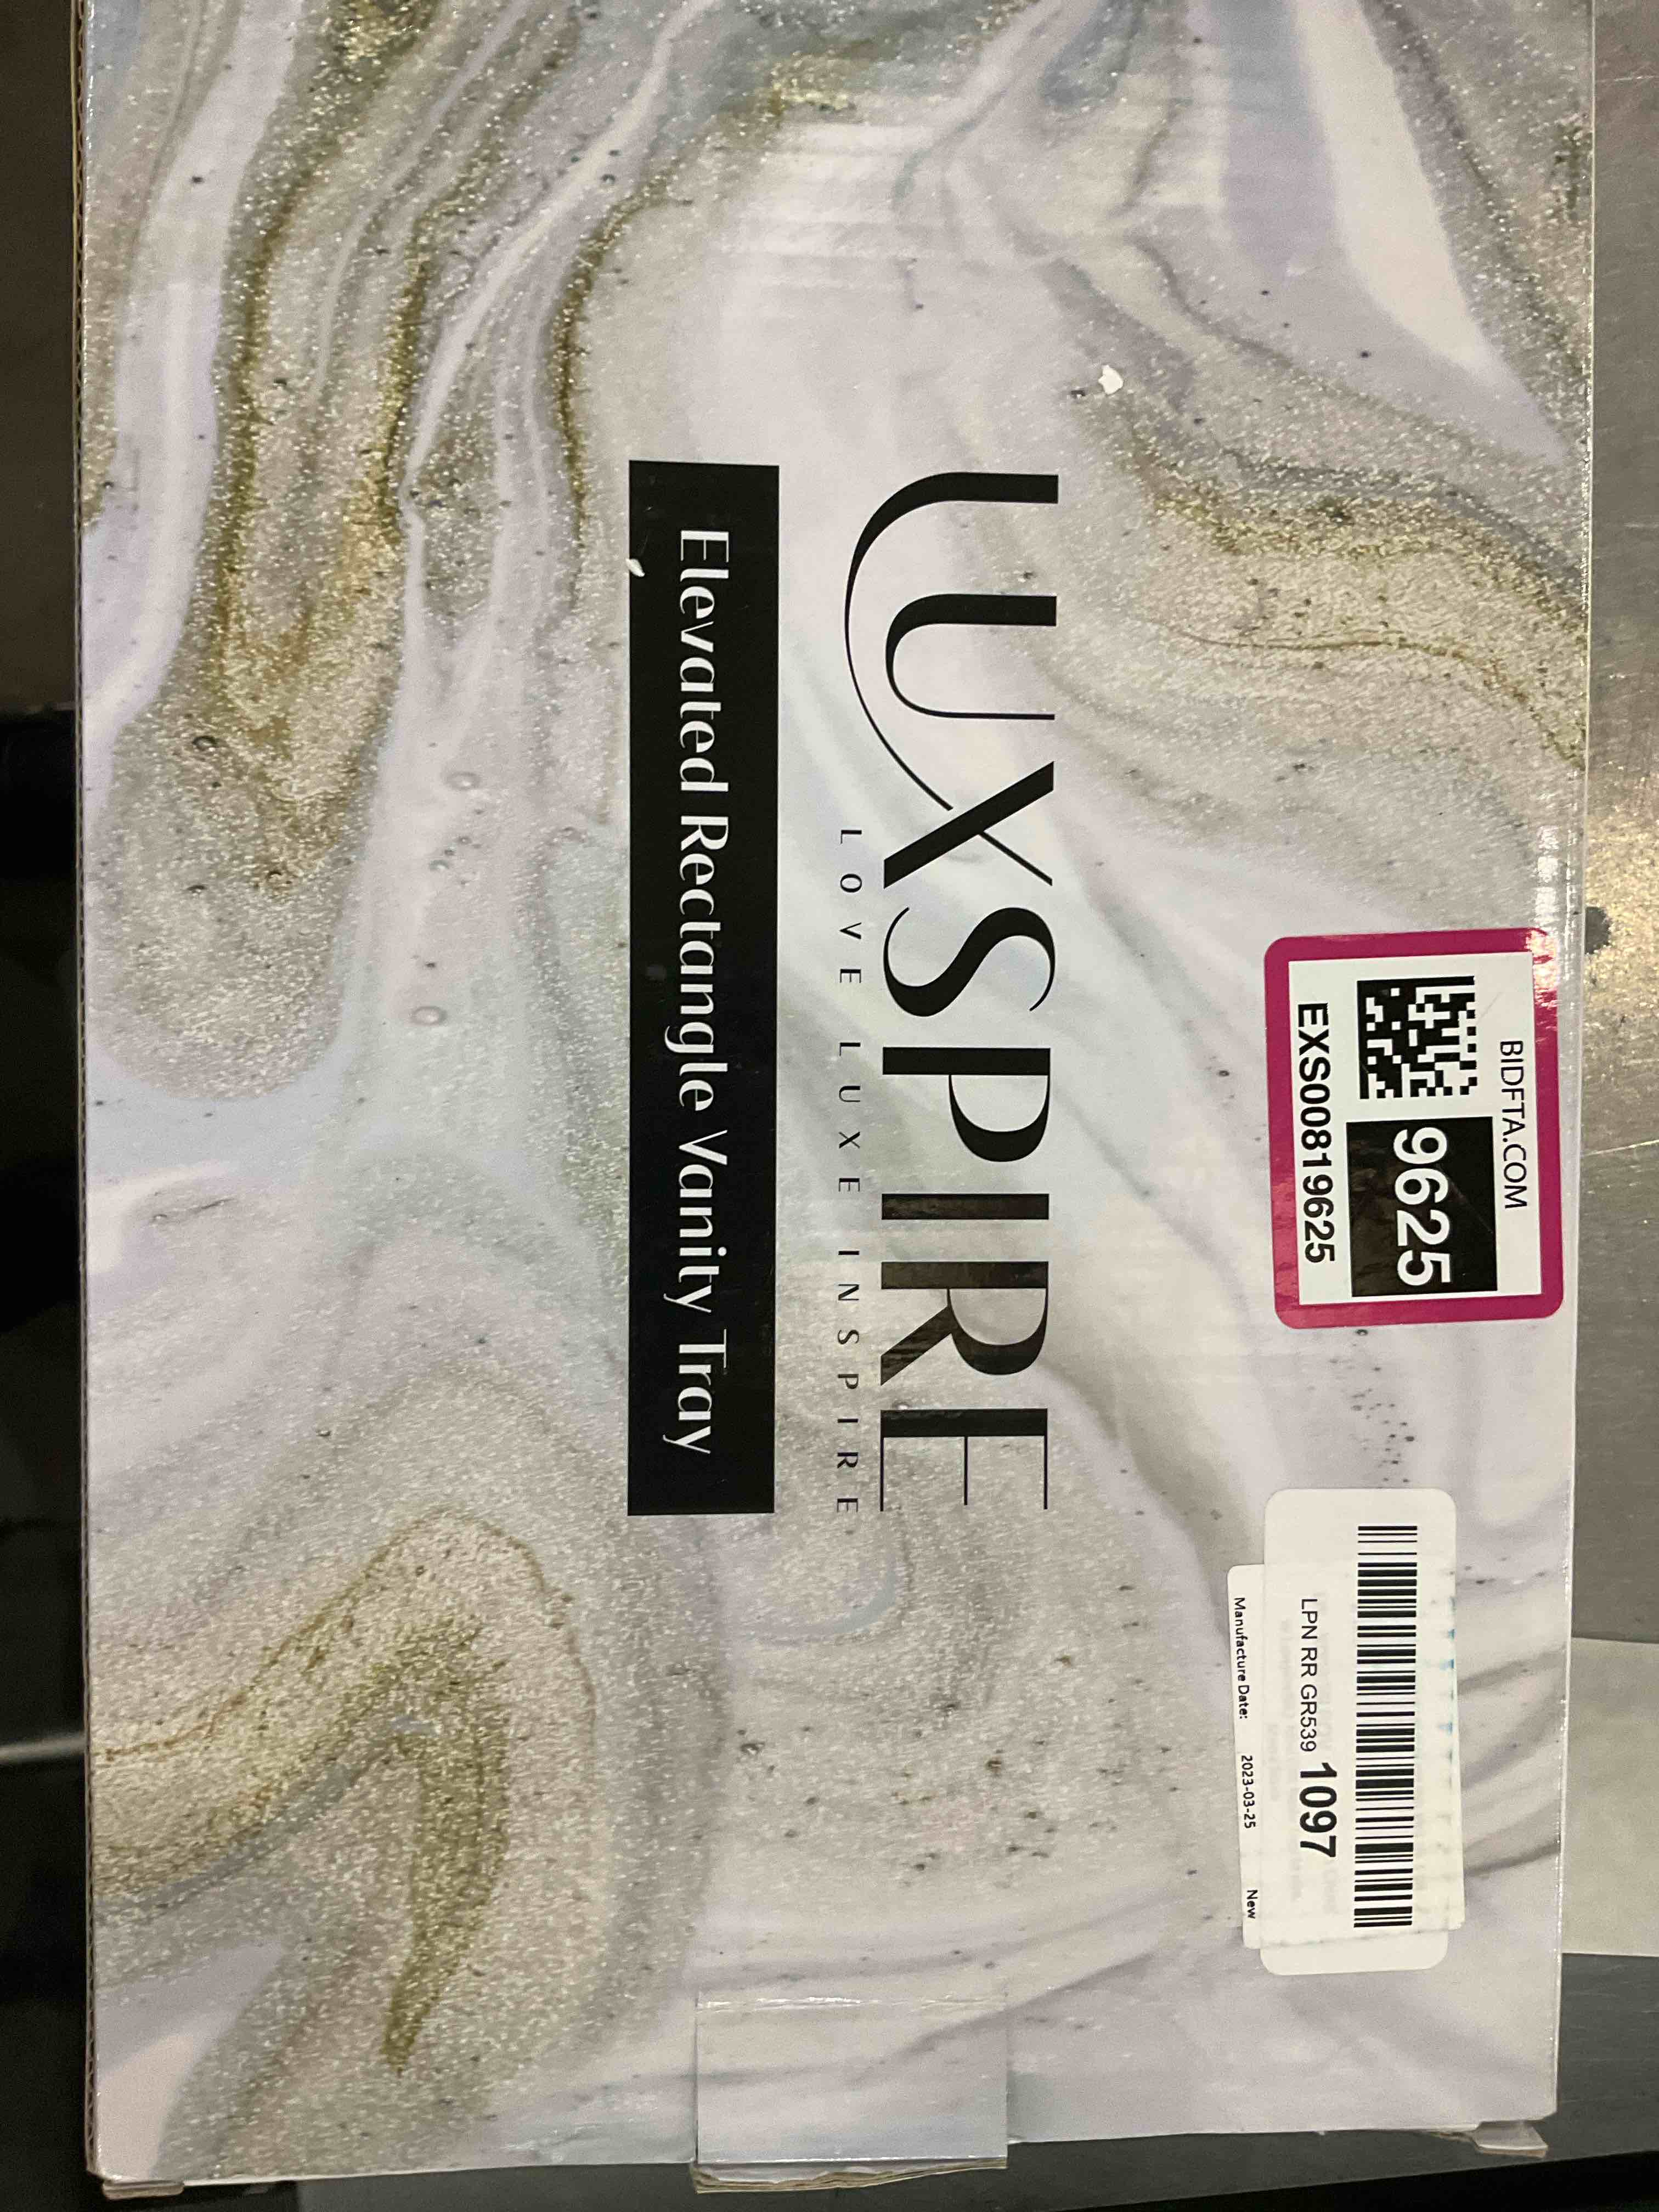 BIDFTA.COM
9625
EXS00819625
LPN RR GR539 1097
Manufacture Date: 2023-03-25 New
LUXSPIRE
LOVE LUXE INSPIRE
Elevated Rectangle Vanity Tray